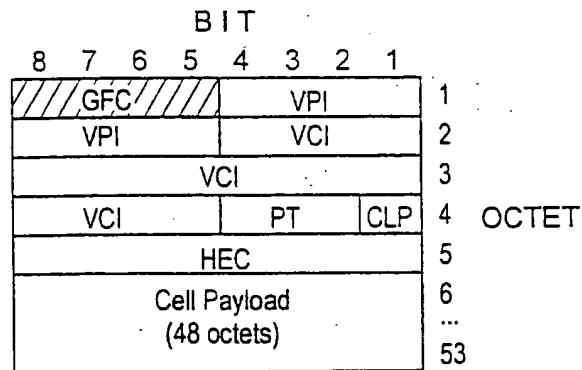 BIT
8 7 6 5 4 3 2 1
GFC VPI 1
VPI VCI 2
VCI 3
VCI PT CLP 4 OCTET
HEC 5
Cell Payload 6
(48 octets) ...
53